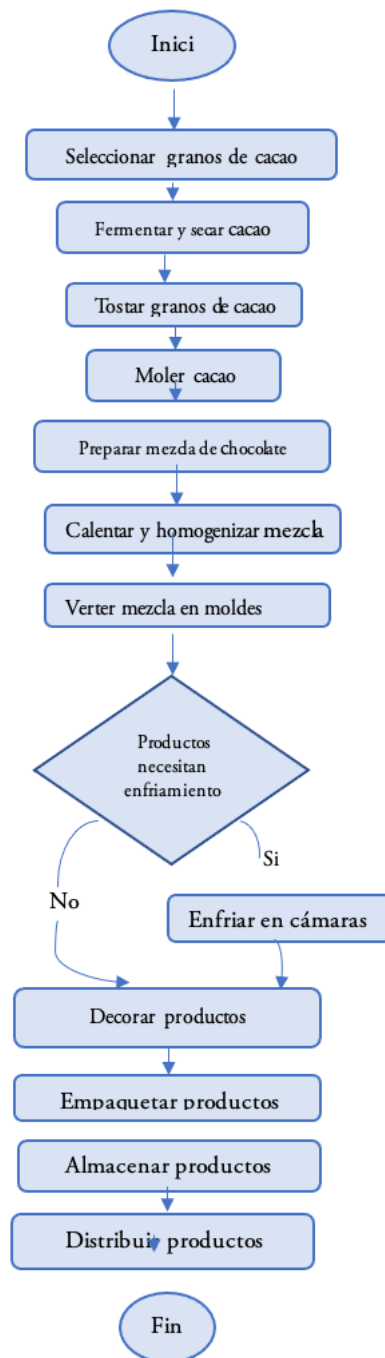 Inici
Seleccionar granos de cacao
Fermentar y secar cacao
Tostar granos de cacao
Moler cacao
Preparar mezcla de chocolate
Calentar y homogenizar mezcla
Verter mezcla en moldes
Productos
necesitan
enfriamiento
Si
No
Enfriar en cámaras
Decorar productos
Empaquetar productos
Almacenar productos
Distribuir productos
Fin